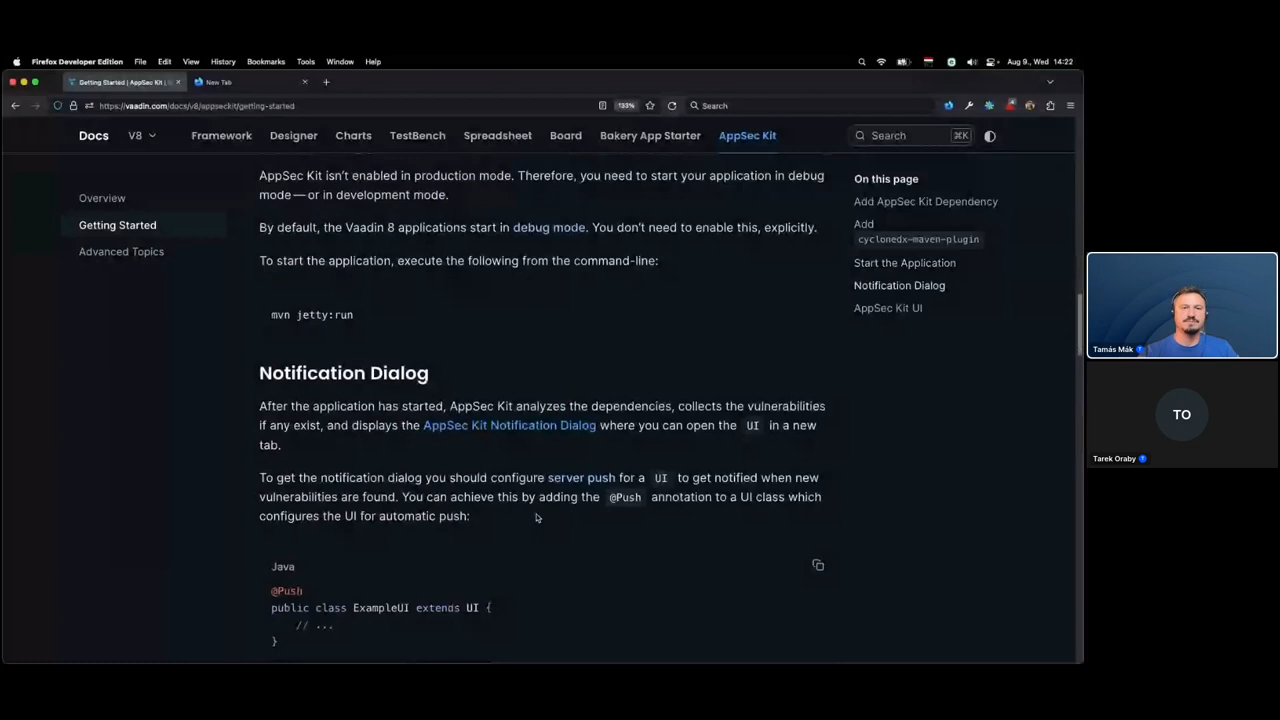 Firefox Developer Edition File Edit View History Bookmarks Tools Window Help Aug 9., Wed 14:22
Getting Started | AppSec Kit | New Tab
https://vaadin.com/docs/v8/appseckit/getting-started 133% Search
Docs V8 Framework Designer Charts TestBench Spreadsheet Board Bakery App Starter AppSec Kit Search ⌘K
Overview
Getting Started
Advanced Topics
AppSec Kit isn't enabled in production mode. Therefore, you need to start your application in debug
mode — or in development mode.
By default, the Vaadin 8 applications start in debug mode. You don't need to enable this, explicitly.
To start the application, execute the following from the command-line:
mvn jetty:run
Notification Dialog
After the application has started, AppSec Kit analyzes the dependencies, collects the vulnerabilities
if any exist, and displays the AppSec Kit Notification Dialog where you can open the UI in a new
tab.
To get the notification dialog you should configure server push for a UI to get notified when new
vulnerabilities are found. You can achieve this by adding the @Push annotation to a UI class which
configures the UI for automatic push:
Java
@Push
public class ExampleUI extends UI {
// ...
}
On this page
Add AppSec Kit Dependency
Add
cyclonedx-maven-plugin
Start the Application
Notification Dialog
AppSec Kit UI
Tamás Mák
TO
Tarek Oraby